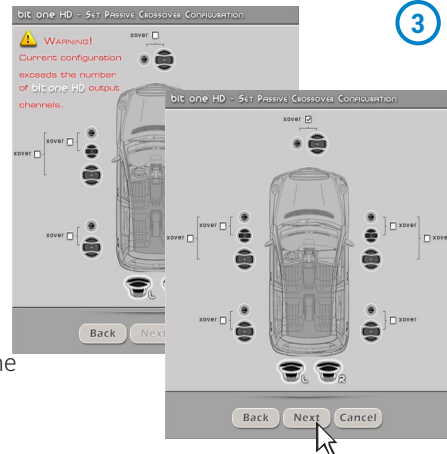 3
bit one HD - Set Passive Crossover Configuration
Warning!
Current configuration
exceeds the number
of bit one HD output
channels.
xover
xover
xover
xover
L
Back
bit one HD - Set Passive Crossover Configuration
xover
xover
xover
xover
xover
xover
xover
L
R
Back Next Cancel